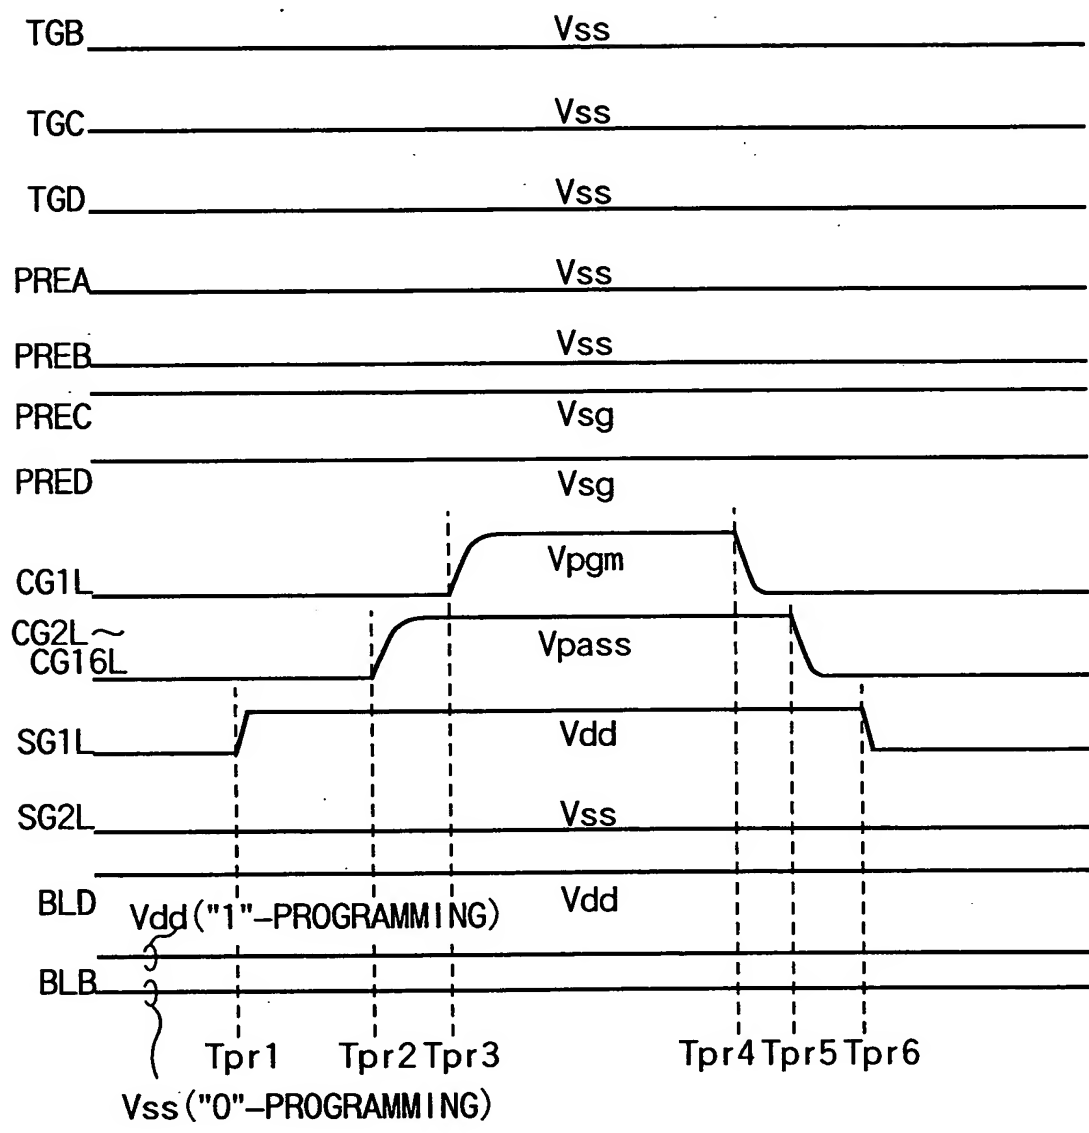 TGB Vss
TGC Vss
TGD Vss
PREA Vss
PREB Vss
PREC Vsg
PRED Vsg
CG1L Vpgm
CG2L~
CG16L Vpass
SG1L Vdd
SG2L Vss
BLD Vdd
Vdd("1"-PROGRAMMING)
BLB
Tpr1 Tpr2 Tpr3 Tpr4 Tpr5 Tpr6
Vss("0"-PROGRAMMING)